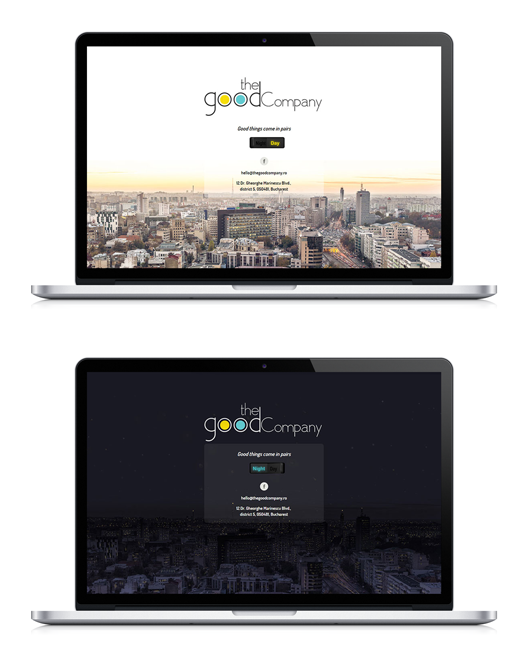 the
good Company
Good things come in pairs
Day
f
hello@thegoodcompany.ro
12 Dr. Gheorghe Marinescu Blvd.,
district 5, 050481, Bucharest
the
good Company
Good things come in pairs
Night Day
f
hello@thegoodcompany.ro
12 Dr. Gheorghe Marinescu Blvd.,
district 5, 050481, Bucharest